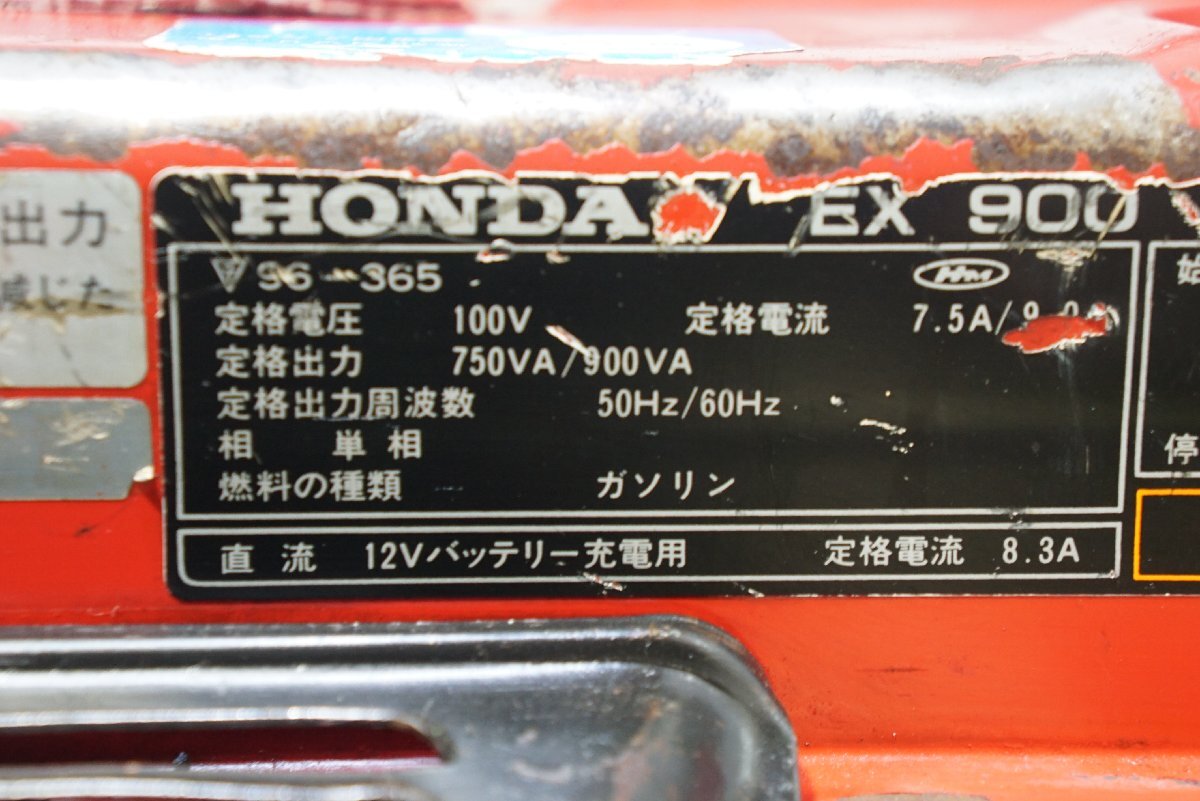 HONDA EX 900
96-365
HM
定格電圧 100V 定格電流 7.5A/9.0A
定格出力 750VA/900VA
定格出力周波数 50Hz/60Hz
相 単相
燃料の種類 ガソリン
直流 12Vバッテリー充電用 定格電流 8.3A
出力
減じた
始
停